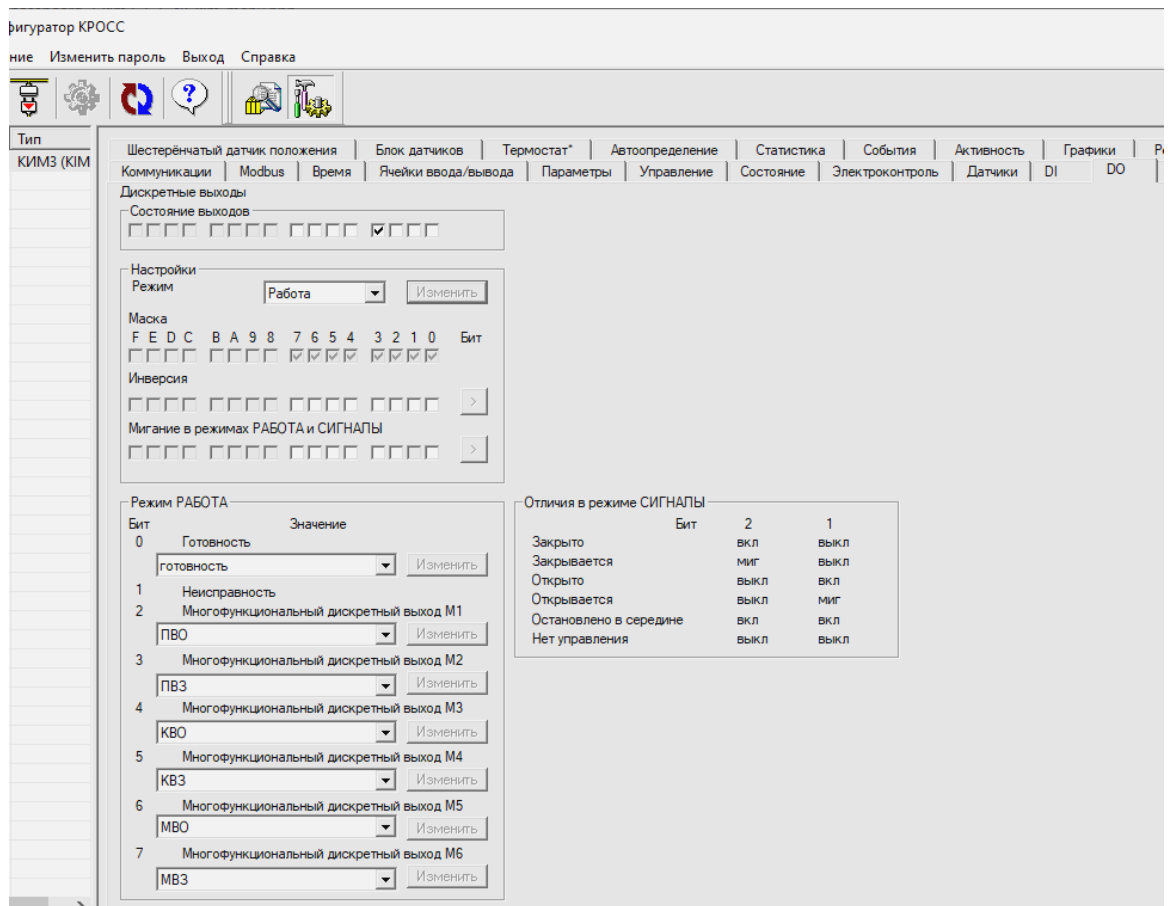 фигуратор КРОСС
ние Изменить пароль Выход Справка
Тип
КИМ3 (KIM
Шестерёнчатый датчик положения Блок датчиков Термостат* Автоопределение Статистика События Активность Графики
Коммуникации Modbus Время Ячейки ввода/вывода Параметры Управление Состояние Электроконтроль Датчики DI DO
Дискретные выходы
Состояние выходов
Настройки
Режим
Работа Изменить
Маска
F E D C B A 9 8 7 6 5 4 3 2 1 0 Бит
Инверсия
>
Мигание в режимах РАБОТА и СИГНАЛЫ
>
Режим РАБОТА
Бит Значение
0 Готовность
готовность Изменить
1 Неисправность
2 Многофункциональный дискретный выход М1
ПВО Изменить
3 Многофункциональный дискретный выход М2
ПВЗ Изменить
4 Многофункциональный дискретный выход М3
КВО Изменить
5 Многофункциональный дискретный выход М4
КВЗ Изменить
6 Многофункциональный дискретный выход М5
МВО Изменить
7 Многофункциональный дискретный выход М6
МВЗ Изменить
Отличия в режиме СИГНАЛЫ
Бит 2 1
Закрыто вкл выкл
Закрывается миг выкл
Открыто выкл вкл
Открывается выкл миг
Остановлено в середине вкл вкл
Нет управления выкл выкл